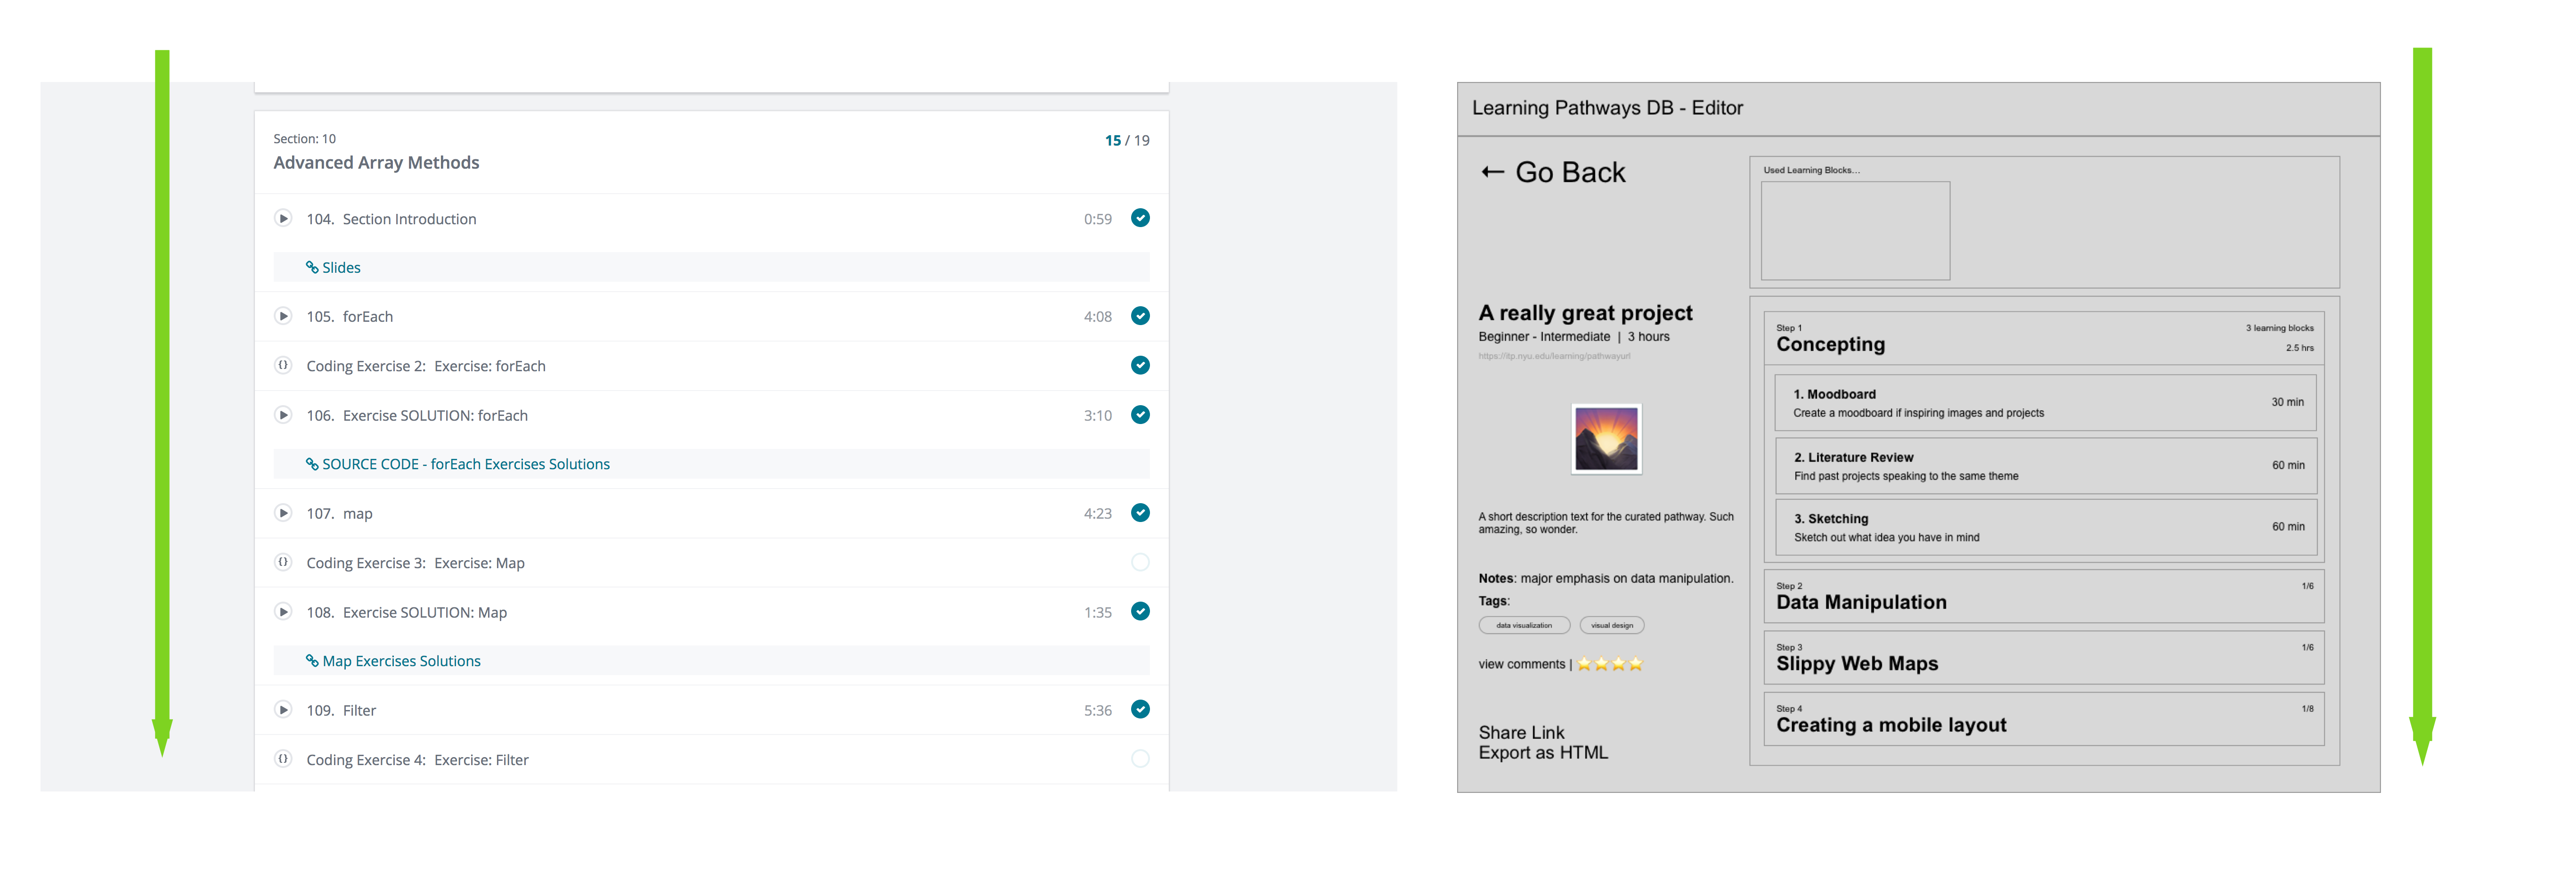 Section: 10
15 / 19
Advanced Array Methods
104. Section Introduction 0:59
Slides
105. forEach 4:08
Coding Exercise 2: Exercise: forEach
106. Exercise SOLUTION: forEach 3:10
SOURCE CODE - forEach Exercises Solutions
107. map 4:23
Coding Exercise 3: Exercise: Map
108. Exercise SOLUTION: Map 1:35
Map Exercises Solutions
109. Filter 5:36
Coding Exercise 4: Exercise: Filter
Learning Pathways DB - Editor
← Go Back
A really great project
Beginner - Intermediate | 3 hours
https://itp.nyu.edu/learning/pathwayurl
A short description text for the curated pathway. Such
amazing, so wonder.
Notes: major emphasis on data manipulation.
Tags:
data visualization
visual design
view comments | ⭐⭐⭐⭐
Share Link
Export as HTML
Used Learning Blocks...
Step 1
3 learning blocks
Concepting
2.5 hrs
1. Moodboard
Create a moodboard if inspiring images and projects
30 min
2. Literature Review
Find past projects speaking to the same theme
60 min
3. Sketching
Sketch out what idea you have in mind
60 min
Step 2
1/6
Data Manipulation
Step 3
1/6
Slippy Web Maps
Step 4
1/8
Creating a mobile layout